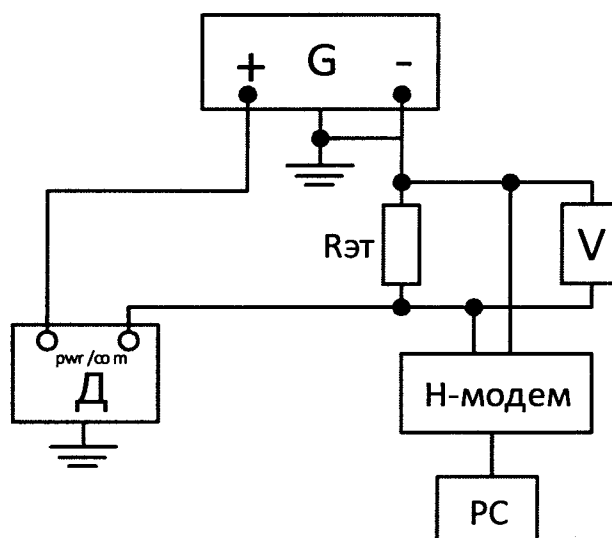 + G -
Rэт
V
pwr/com
Д
Н-модем
PC